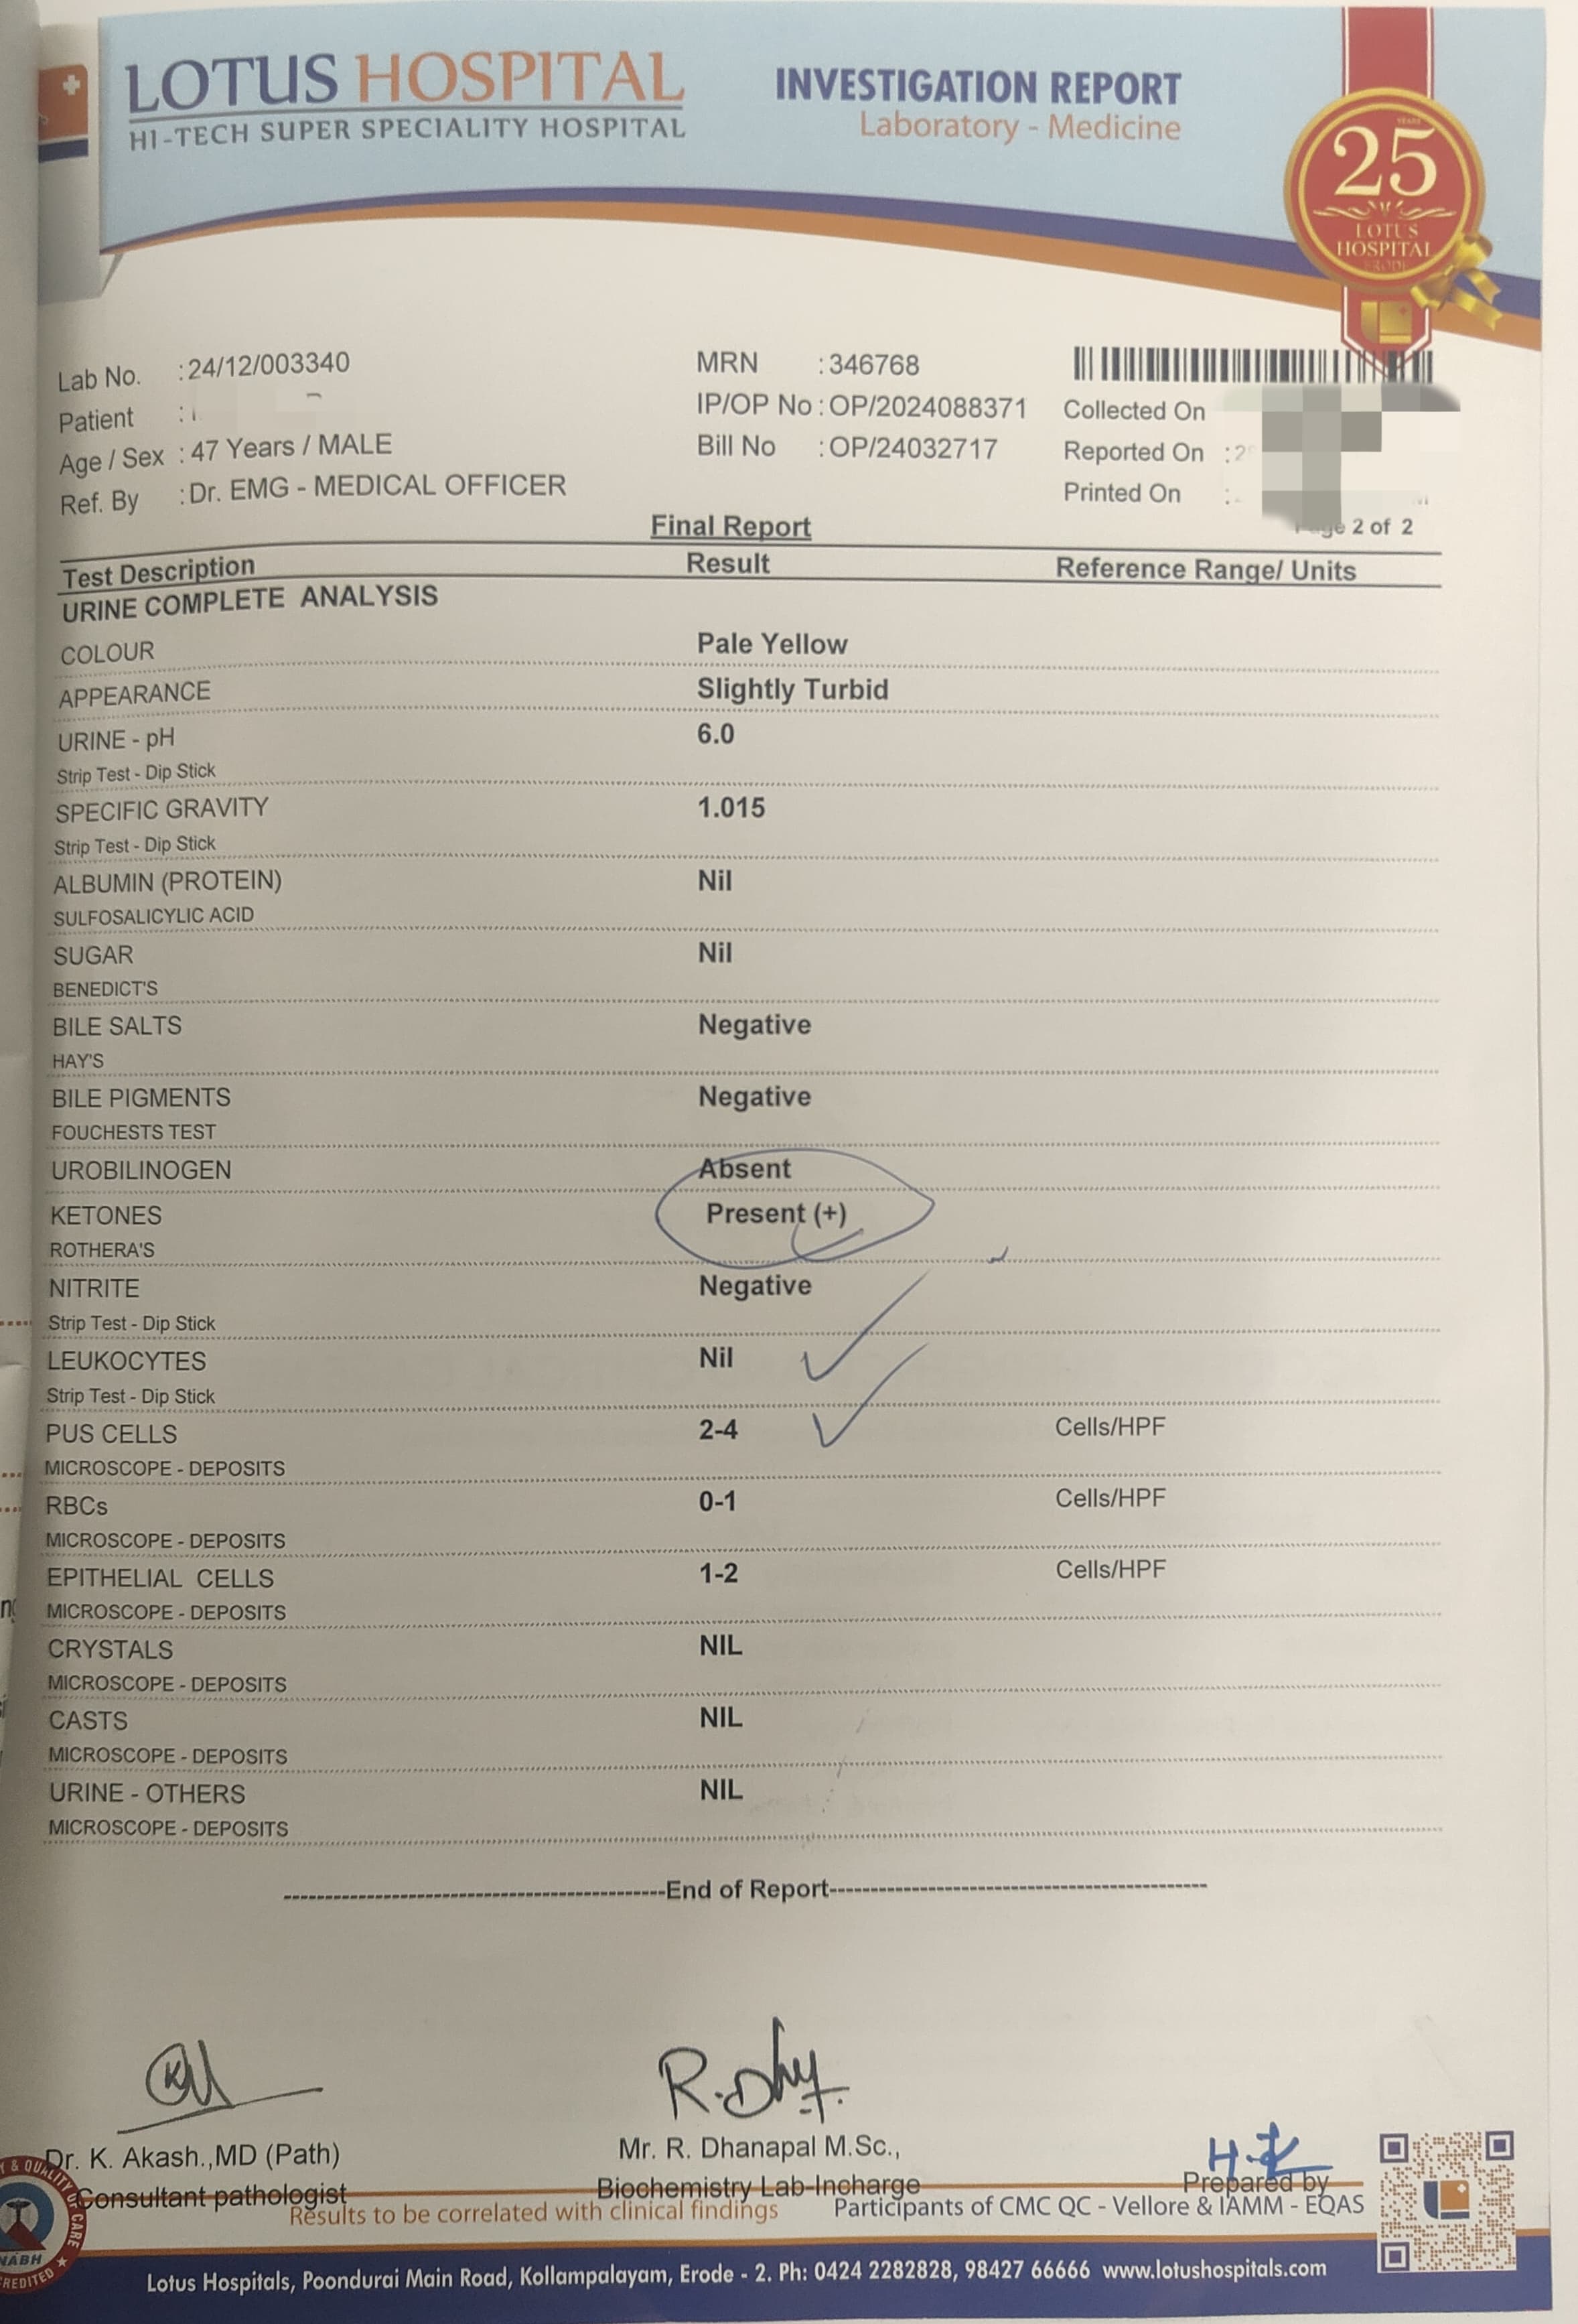 LOTUS HOSPITAL
HI-TECH SUPER SPECIALITY HOSPITAL
INVESTIGATION REPORT
Laboratory - Medicine
YEARS
25
LOTUS
HOSPITAL
ERODE
Lab No. : 24/12/003340
Patient :
Age / Sex : 47 Years / MALE
Ref. By : Dr. EMG - MEDICAL OFFICER
MRN : 346768
IP/OP No : OP/2024088371
Bill No : OP/24032717
Collected On
Reported On : 2
Printed On :
Final Report
Page 2 of 2
Test Description Result Reference Range/ Units
URINE COMPLETE ANALYSIS
COLOUR Pale Yellow
APPEARANCE Slightly Turbid
URINE - pH 6.0
Strip Test - Dip Stick
SPECIFIC GRAVITY 1.015
Strip Test - Dip Stick
ALBUMIN (PROTEIN) Nil
SULFOSALICYLIC ACID
SUGAR Nil
BENEDICT'S
BILE SALTS Negative
HAY'S
BILE PIGMENTS Negative
FOUCHESTS TEST
UROBILINOGEN Absent
KETONES Present (+)
ROTHERA'S
NITRITE Negative
Strip Test - Dip Stick
LEUKOCYTES Nil
Strip Test - Dip Stick
PUS CELLS 2-4 Cells/HPF
MICROSCOPE - DEPOSITS
RBCs 0-1 Cells/HPF
MICROSCOPE - DEPOSITS
EPITHELIAL CELLS 1-2 Cells/HPF
MICROSCOPE - DEPOSITS
CRYSTALS NIL
MICROSCOPE - DEPOSITS
CASTS NIL
MICROSCOPE - DEPOSITS
URINE - OTHERS NIL
MICROSCOPE - DEPOSITS
End of Report
R. Dhy
Dr. K. Akash.,MD (Path)
Consultant pathologist
Mr. R. Dhanapal M.Sc.,
Biochemistry Lab-Incharge
Prepared by
Results to be correlated with clinical findings
Participants of CMC QC - Vellore & IAMM - EQAS
Y & QUALITY OF CARE
NABH
REDITED
Lotus Hospitals, Poondurai Main Road, Kollampalayam, Erode - 2. Ph: 0424 2282828, 98427 66666 www.lotushospitals.com